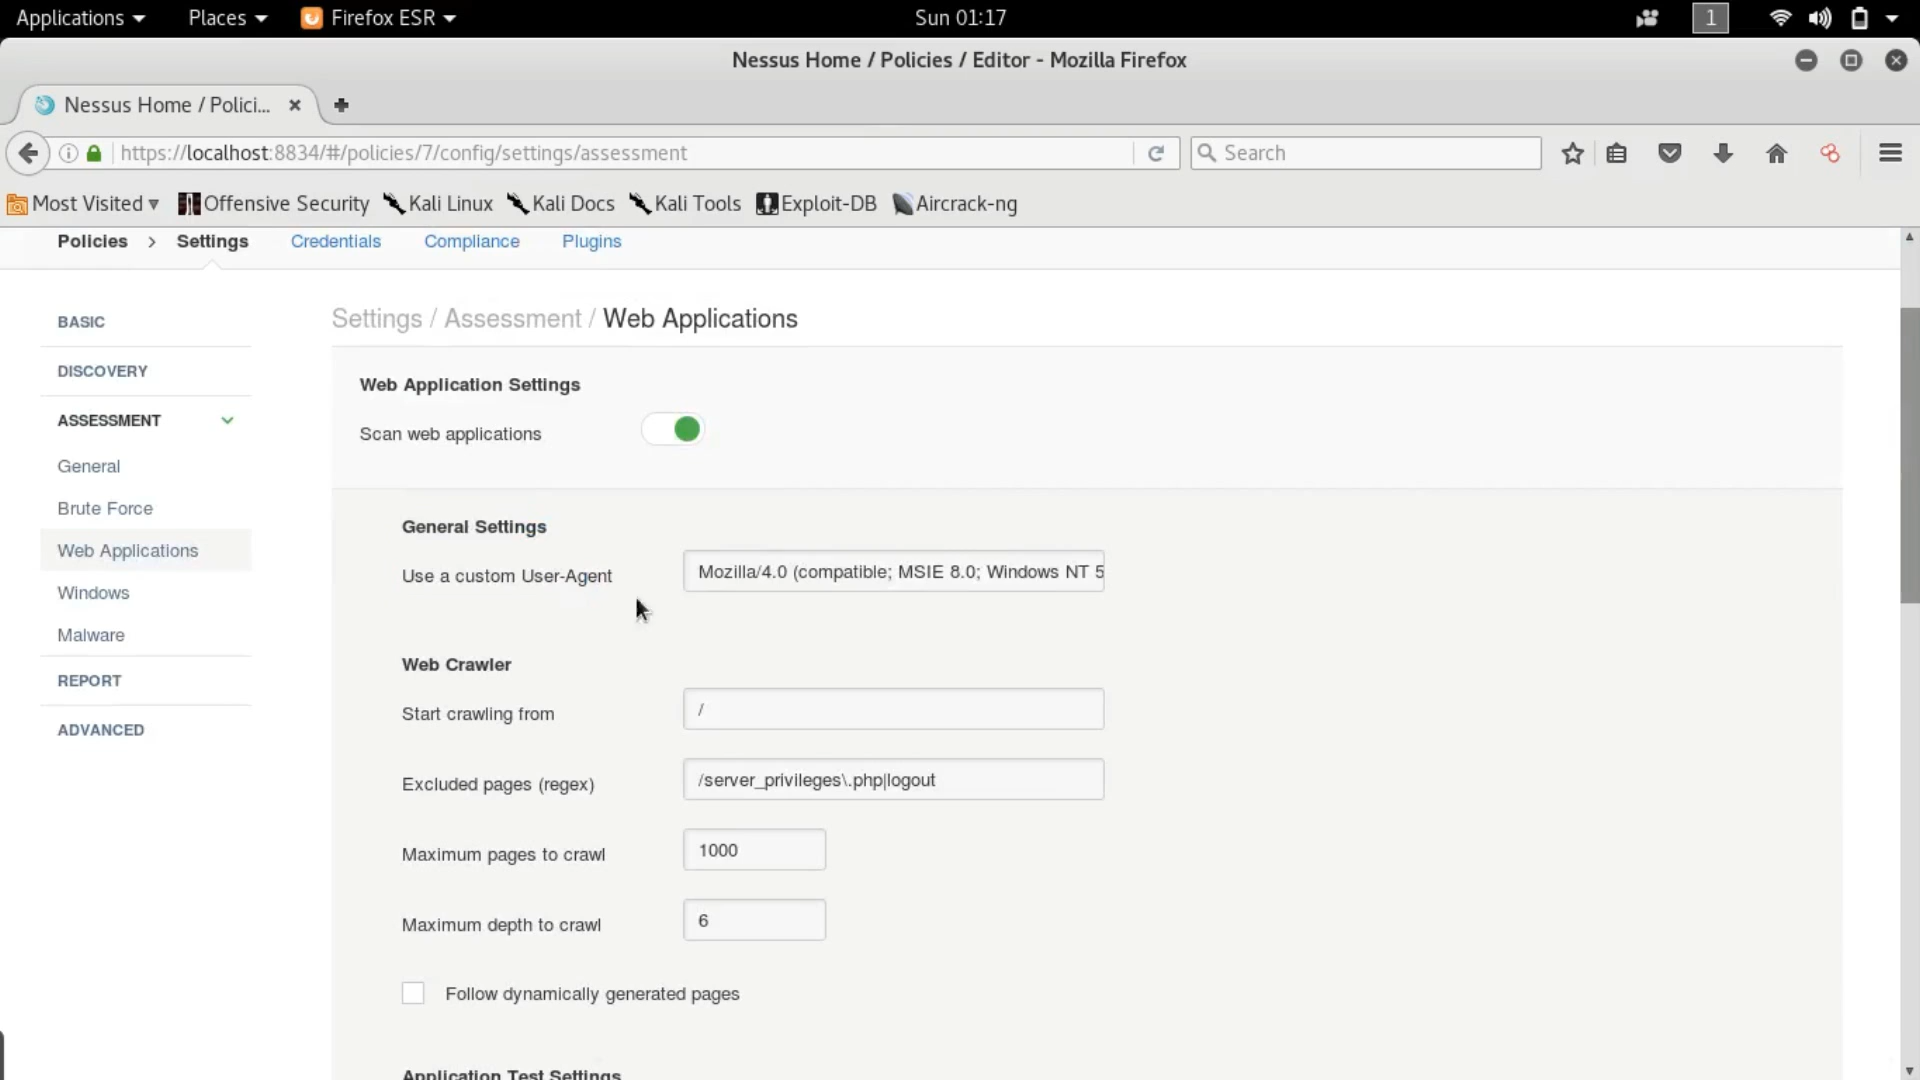 Applications Places Firefox ESR Sun 01:17 1
Nessus Home / Policies / Editor - Mozilla Firefox
Nessus Home / Polici...
https://localhost:8834/#/policies/7/config/settings/assessment Search
Most Visited Offensive Security Kali Linux Kali Docs Kali Tools Exploit-DB Aircrack-ng
Policies > Settings Credentials Compliance Plugins
BASIC
DISCOVERY
ASSESSMENT
General
Brute Force
Web Applications
Windows
Malware
REPORT
ADVANCED
Settings / Assessment / Web Applications
Web Application Settings
Scan web applications
General Settings
Use a custom User-Agent Mozilla/4.0 (compatible; MSIE 8.0; Windows NT 5
Web Crawler
Start crawling from /
Excluded pages (regex) /server_privileges\.php|logout
Maximum pages to crawl 1000
Maximum depth to crawl 6
Follow dynamically generated pages
Application Test Settings